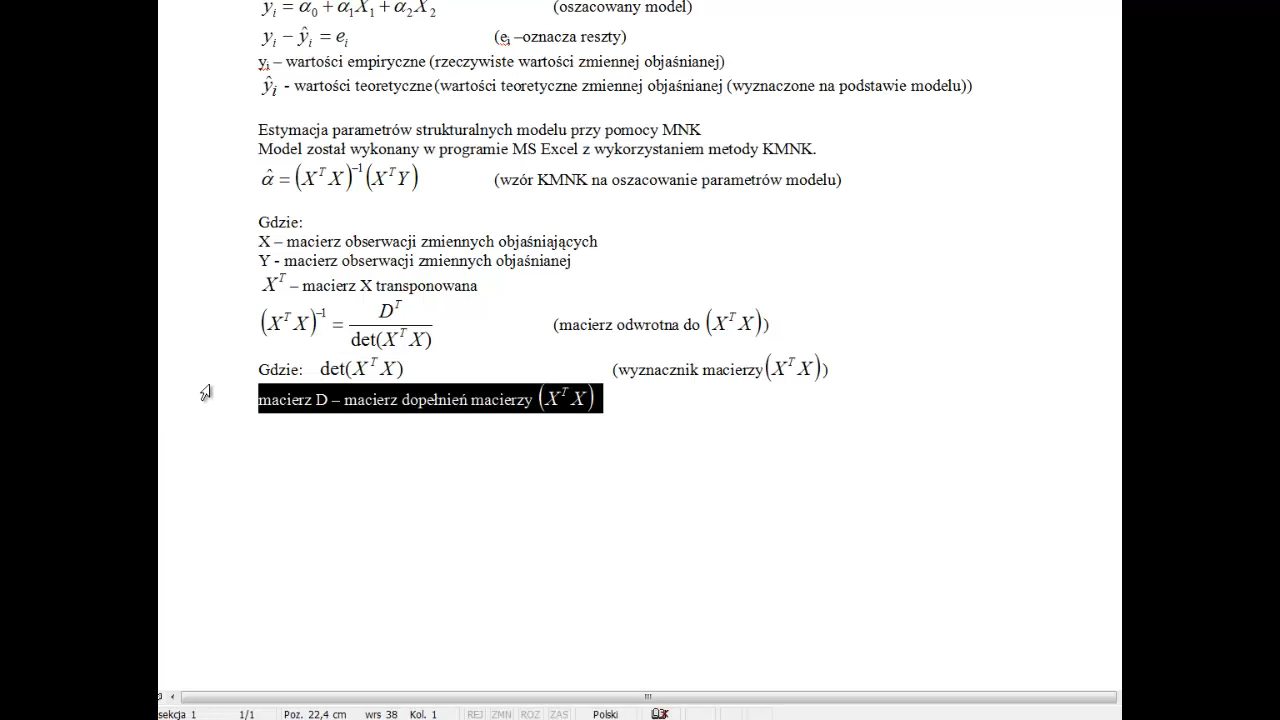 yᵢ = α₀ + α₁X₁ + α₂X₂ (oszacowany model)
yᵢ − ŷᵢ = eᵢ (eᵢ –oznacza reszty)
yᵢ – wartości empiryczne (rzeczywiste wartości zmiennej objaśnianej)
ŷᵢ - wartości teoretyczne (wartości teoretyczne zmiennej objaśnianej (wyznaczone na podstawie modelu))
Estymacja parametrów strukturalnych modelu przy pomocy MNK
Model został wykonany w programie MS Excel z wykorzystaniem metody KMNK.
α̂ = (XᵀX)⁻¹(XᵀY) (wzór KMNK na oszacowanie parametrów modelu)
Gdzie:
X – macierz obserwacji zmiennych objaśniających
Y - macierz obserwacji zmiennych objaśnianej
Xᵀ – macierz X transponowana
(XᵀX)⁻¹ = Dᵀ / det(XᵀX) (macierz odwrotna do (XᵀX))
Gdzie: det(XᵀX) (wyznacznik macierzy (XᵀX))
macierz D – macierz dopełnień macierzy (XᵀX)
sekcja 1 1/1 Poz. 22,4 cm wrs 38 Kol. 1 REJ ZMN ROZ ZAS Polski